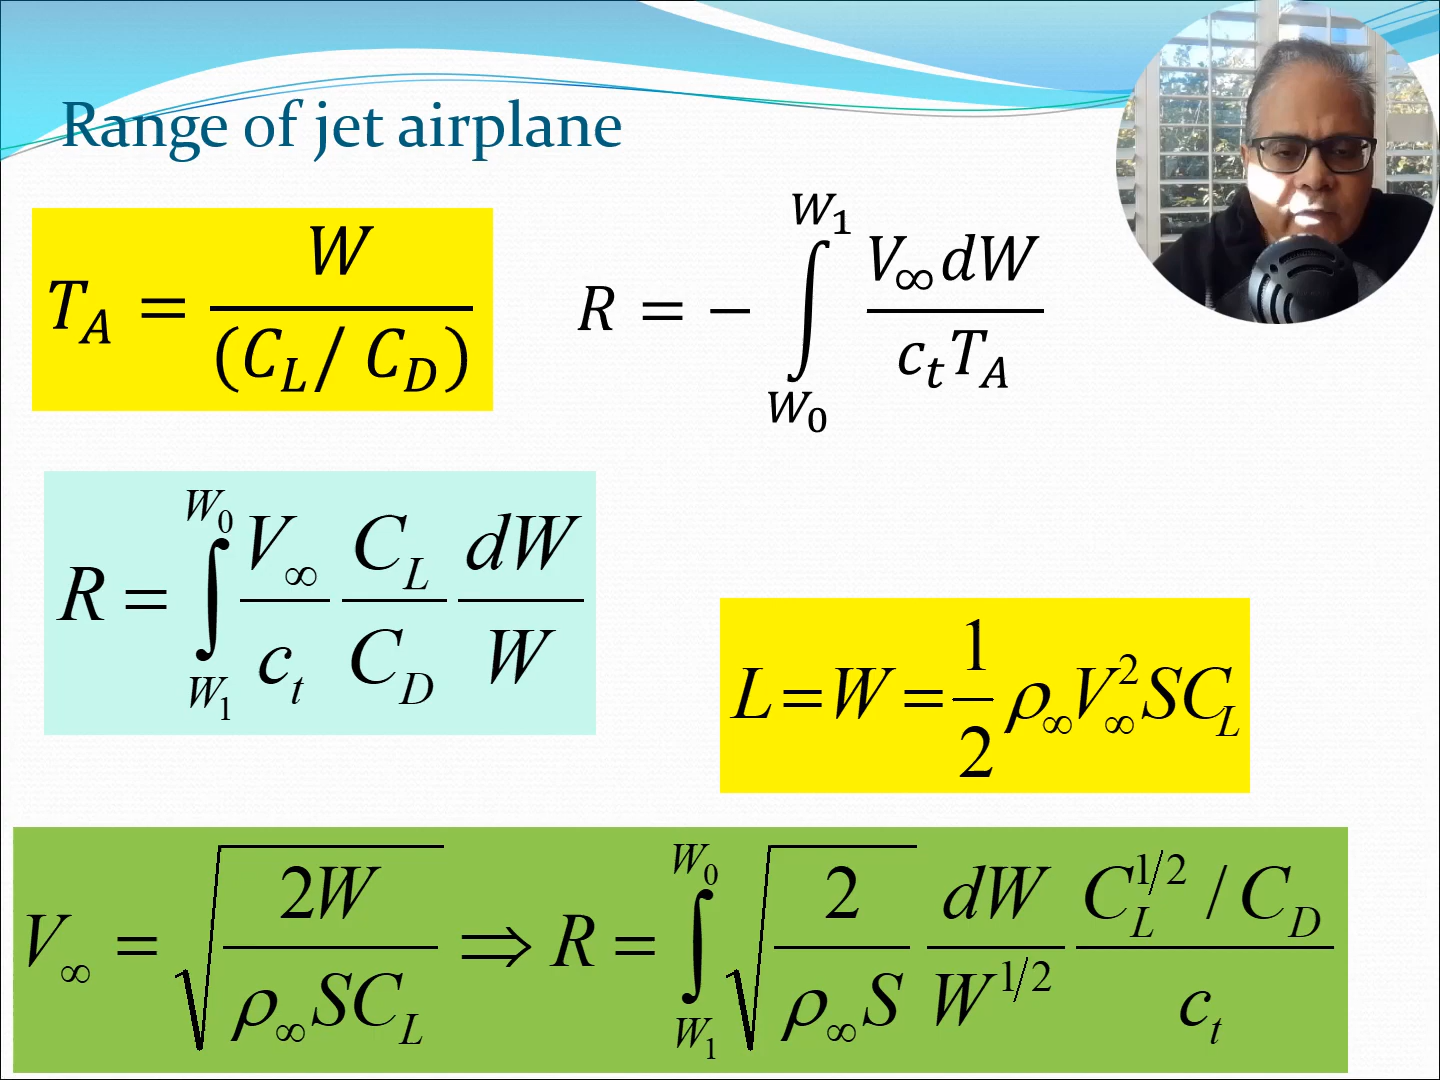 Range of jet airplane
T_A = W / (C_L / C_D)
R = − ∫_{W_0}^{W_1} V_∞ dW / c_t T_A
R = ∫_{W_1}^{W_0} V_∞/c_t C_L/C_D dW/W
L = W = 1/2 ρ_∞ V_∞^2 S C_L
V_∞ = √(2W / ρ_∞ S C_L) ⇒ R = ∫_{W_1}^{W_0} √(2 / ρ_∞ S) dW/W^{1/2} (C_L^{1/2} / C_D)/c_t